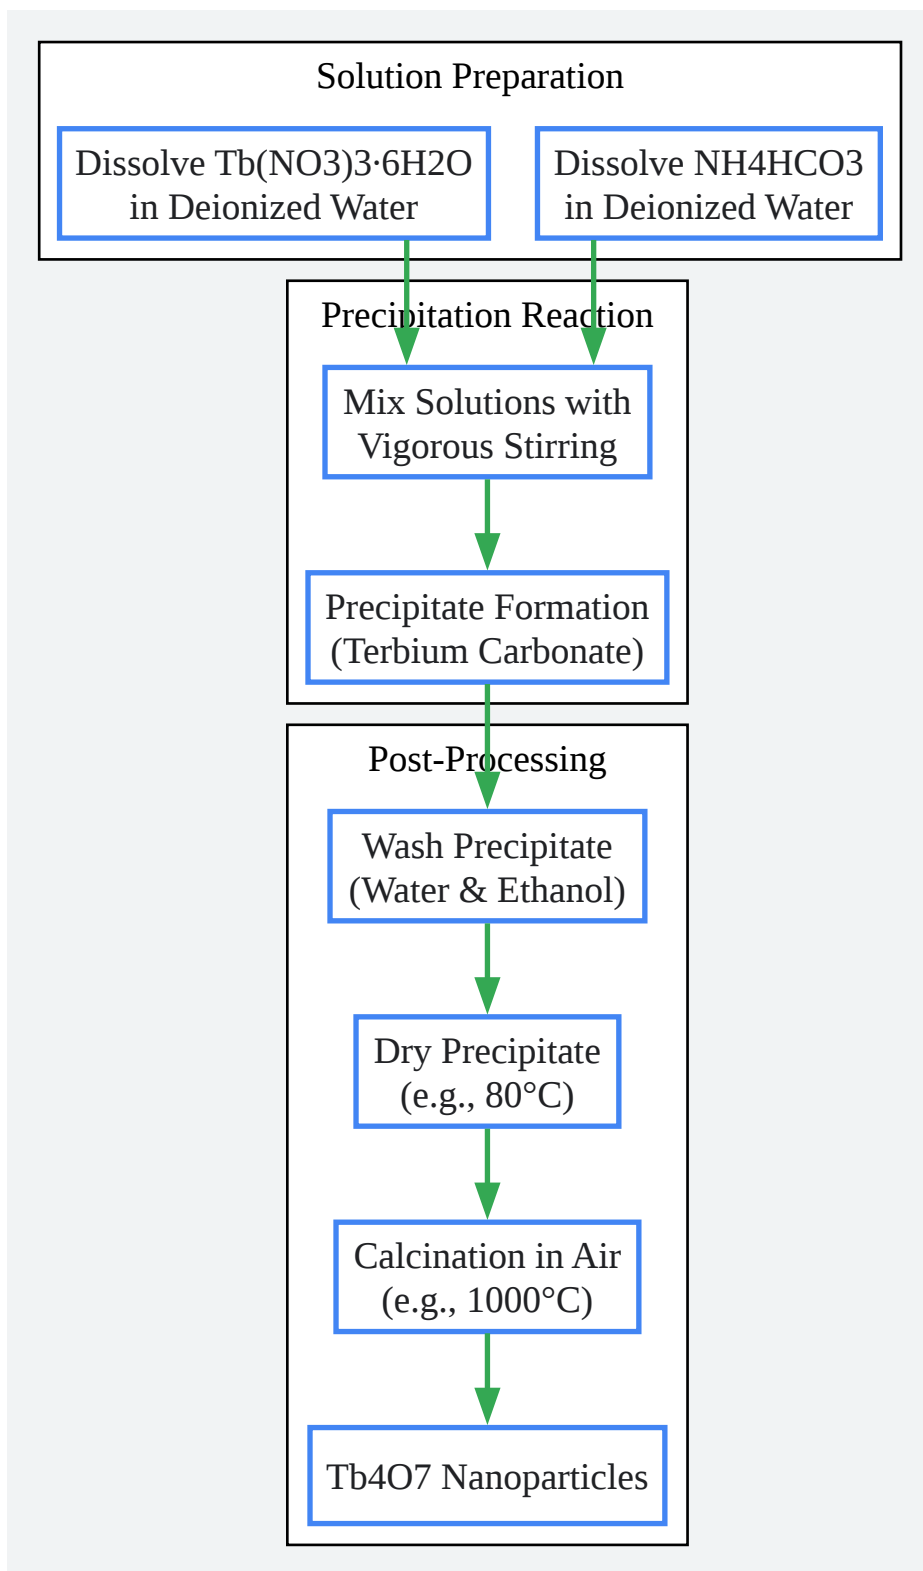 Solution Preparation
Dissolve Tb(NO3)3·6H2O
in Deionized Water
Dissolve NH4HCO3
in Deionized Water
Precipitation Reaction
Mix Solutions with
Vigorous Stirring
Precipitate Formation
(Terbium Carbonate)
Post-Processing
Wash Precipitate
(Water & Ethanol)
Dry Precipitate
(e.g., 80°C)
Calcination in Air
(e.g., 1000°C)
Tb4O7 Nanoparticles